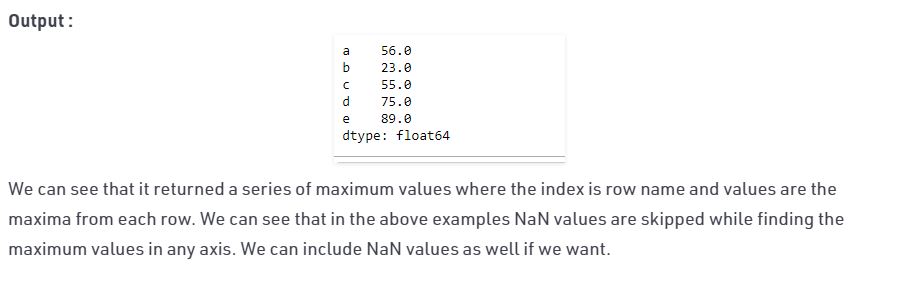 Output :
a    56.0
b    23.0
c    55.0
d    75.0
e    89.0
dtype: float64
We can see that it returned a series of maximum values where the index is row name and values are the
maxima from each row. We can see that in the above examples NaN values are skipped while finding the
maximum values in any axis. We can include NaN values as well if we want.